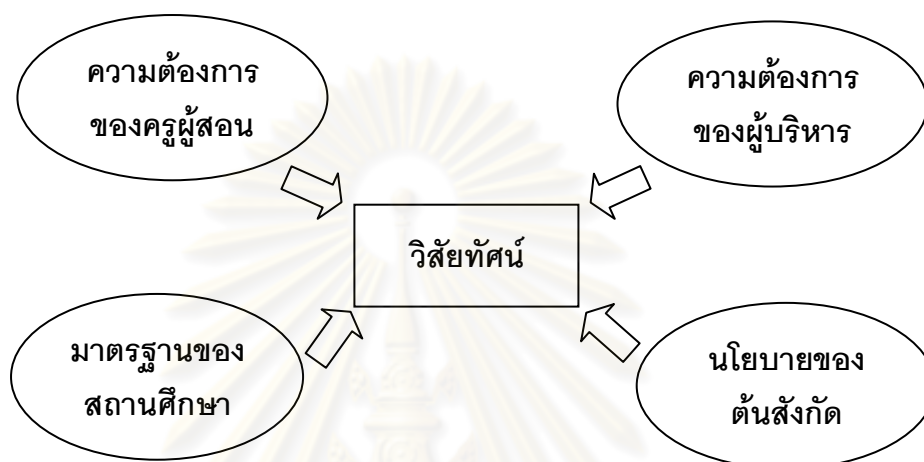 ความต้องการ
ของครูผู้สอน
ความต้องการ
ของผู้บริหาร
วิสัยทัศน์
มาตรฐานของ
สถานศึกษา
นโยบายของ
ต้นสังกัด